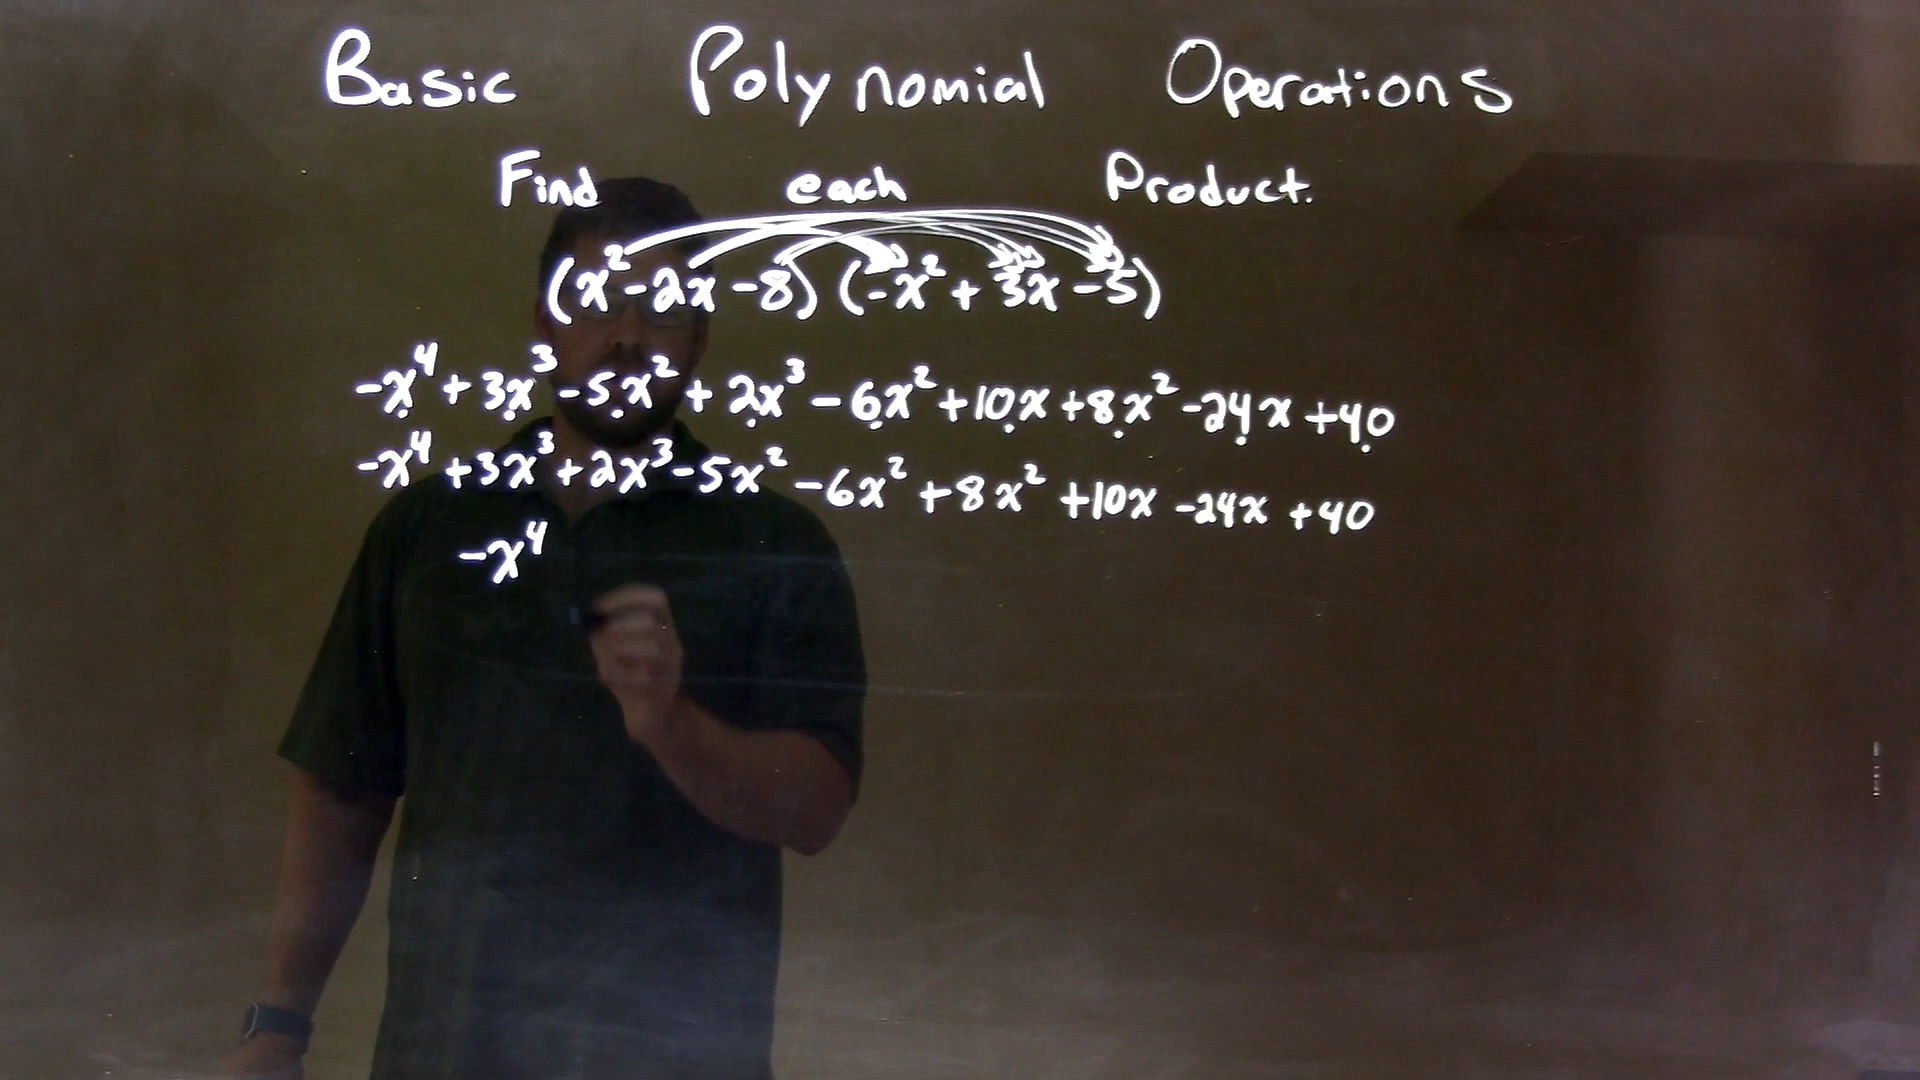 Basic Polynomial Operations
Find each Product.
(x² - 2x - 8) (-x² + 3x - 5)
-x⁴ + 3x³ - 5x² + 2x³ - 6x² + 10x + 8x² - 24x + 40
-x⁴ + 3x³ + 2x³ - 5x² - 6x² + 8x² + 10x - 24x + 40
-x⁴